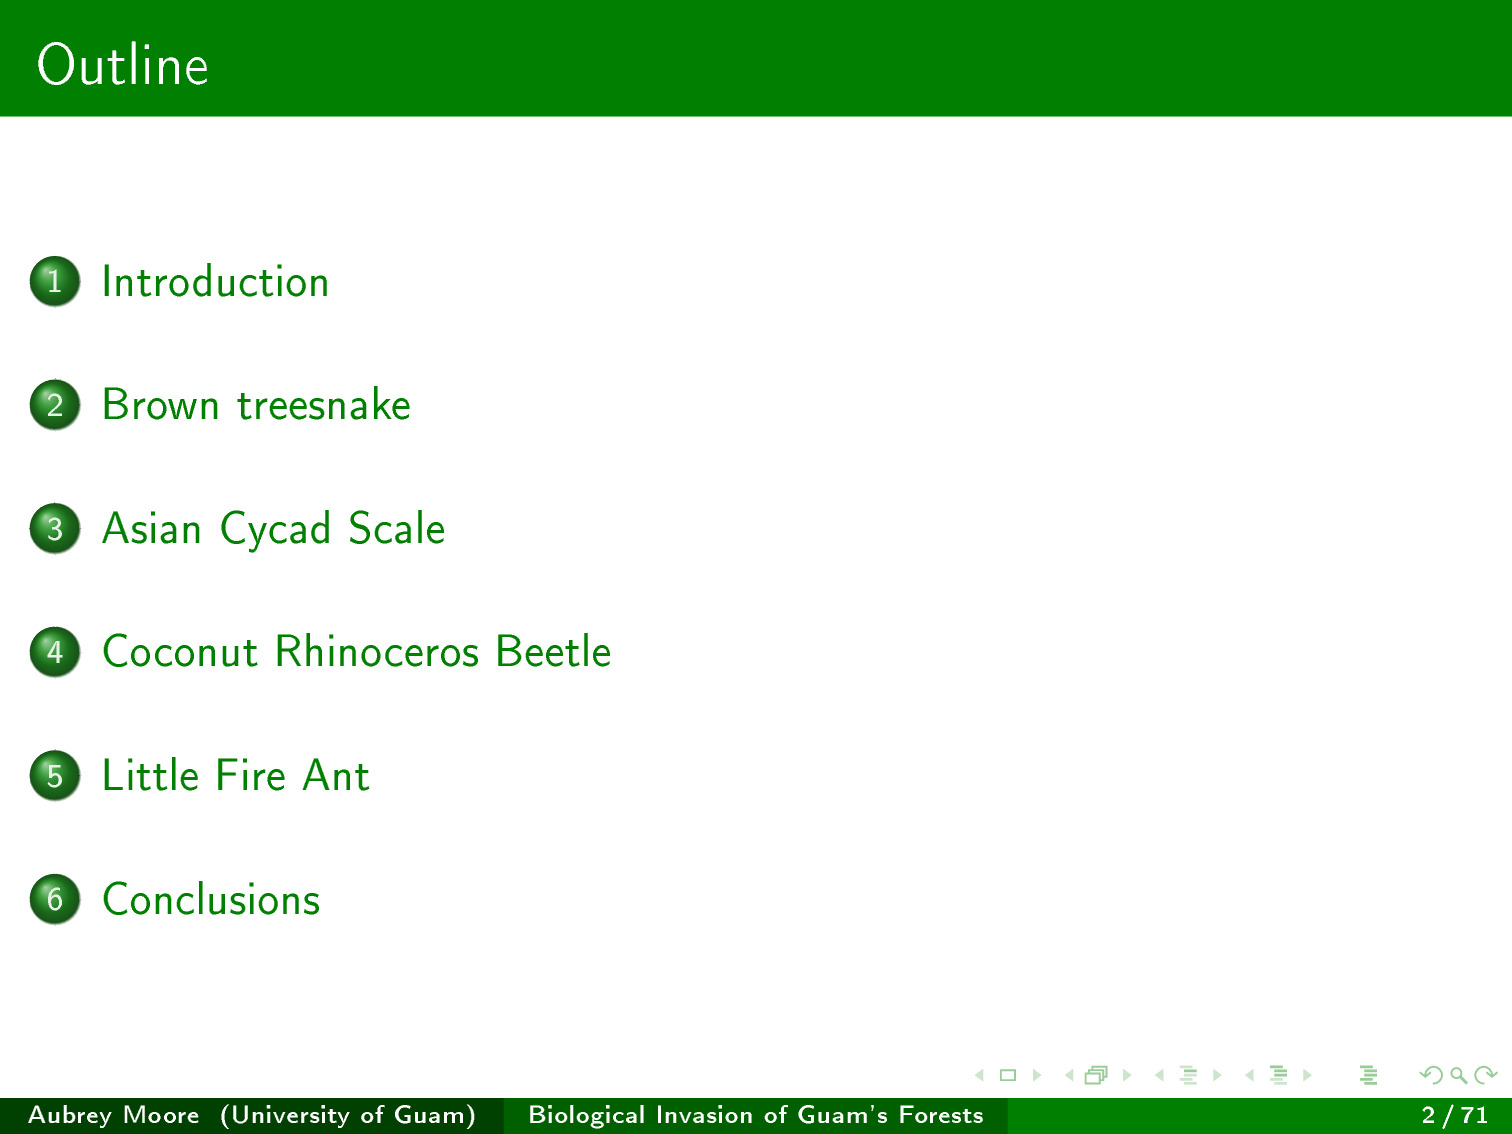 Outline
1 Introduction
2 Brown treesnake
3 Asian Cycad Scale
4 Coconut Rhinoceros Beetle
5 Little Fire Ant
6 Conclusions
Aubrey Moore (University of Guam) Biological Invasion of Guam's Forests 2 / 71